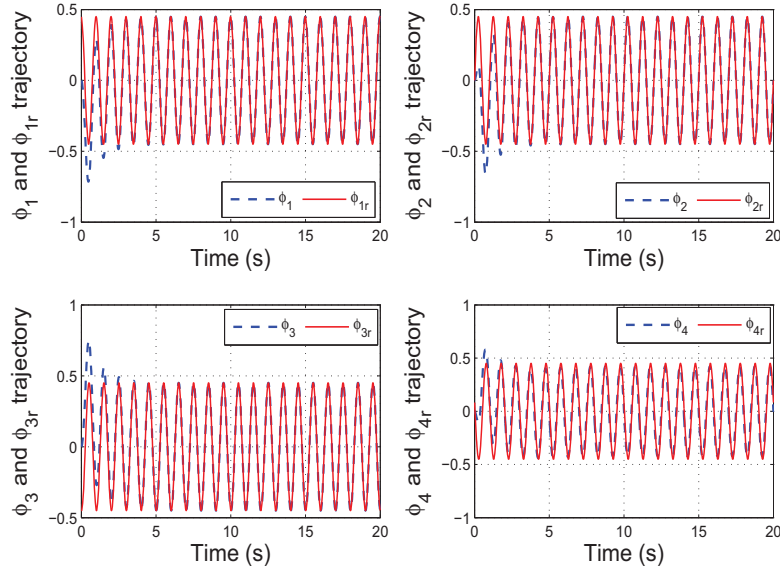 0.5
0
−0.5
−1
0 5 10 15 20
Time (s)
ϕ1 and ϕ1r trajectory
ϕ1 ϕ1r
0.5
0
−0.5
−1
0 5 10 15 20
Time (s)
ϕ2 and ϕ2r trajectory
ϕ2 ϕ2r
1
0.5
0
−0.5
0 5 10 15 20
Time (s)
ϕ3 and ϕ3r trajectory
ϕ3 ϕ3r
1
0.5
0
−0.5
−1
0 5 10 15 20
Time (s)
ϕ4 and ϕ4r trajectory
ϕ4 ϕ4r